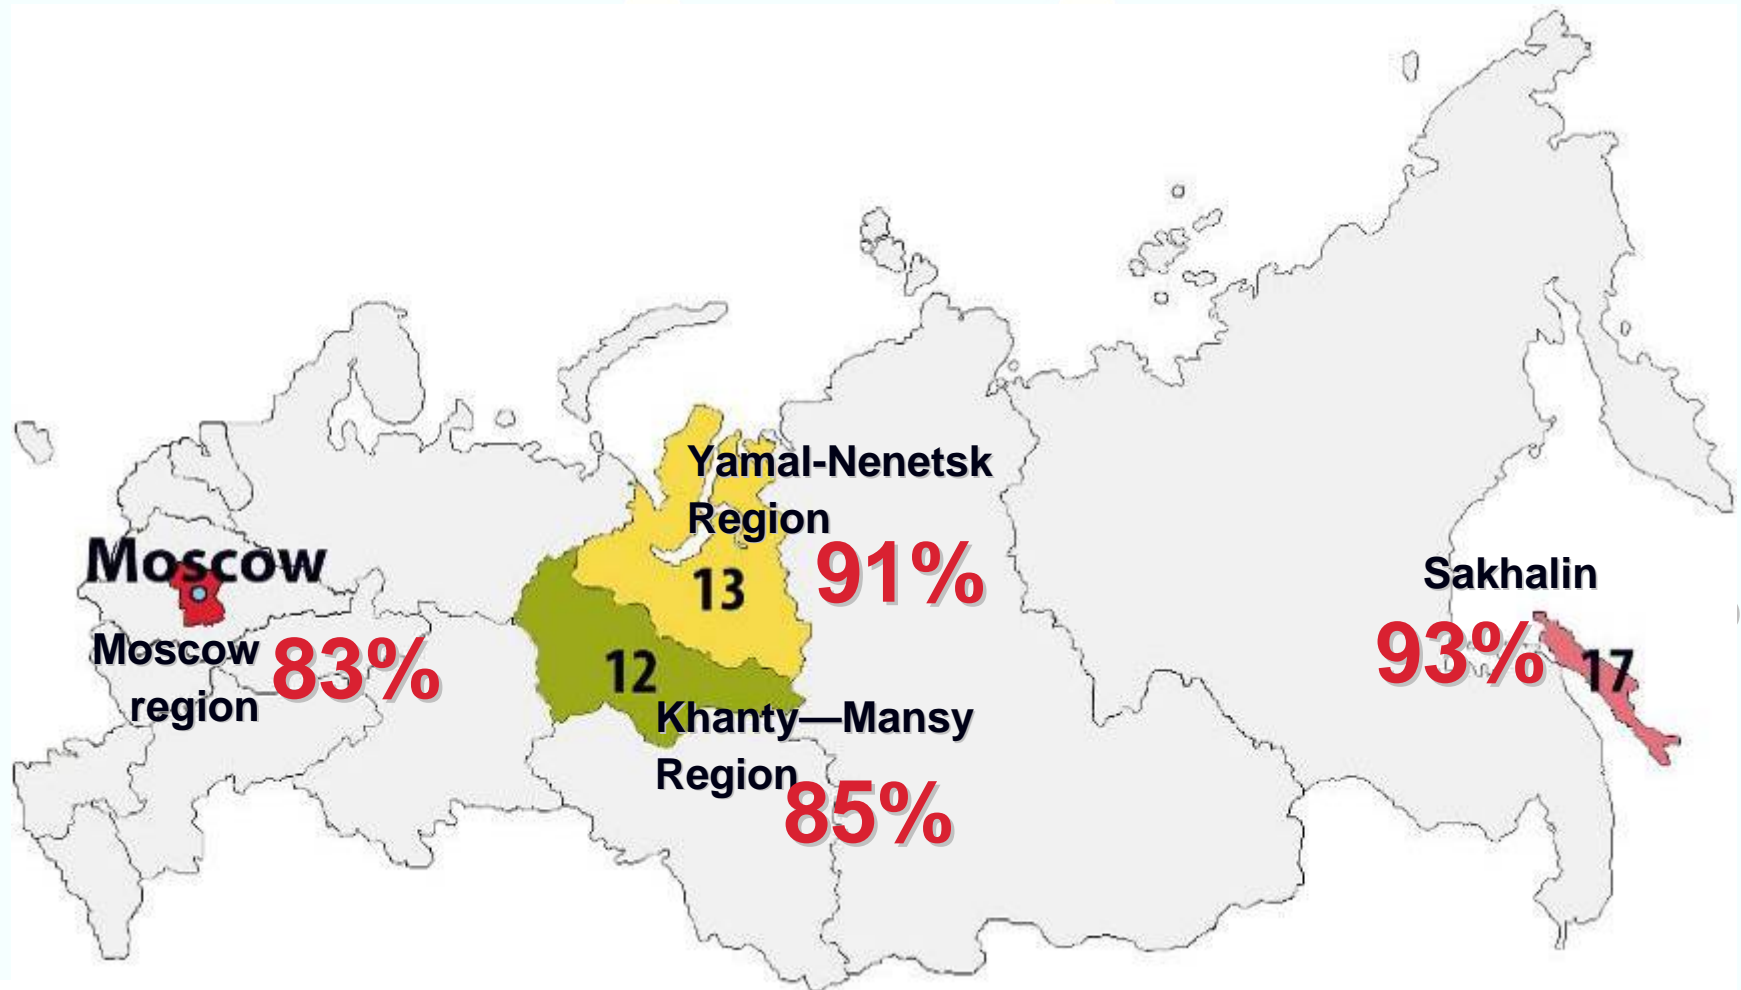 Moscow
Moscow
region
83%
Yamal-Nenetsk
Region
91%
13
12
Khanty—Mansy
Region
85%
Sakhalin
93%
17